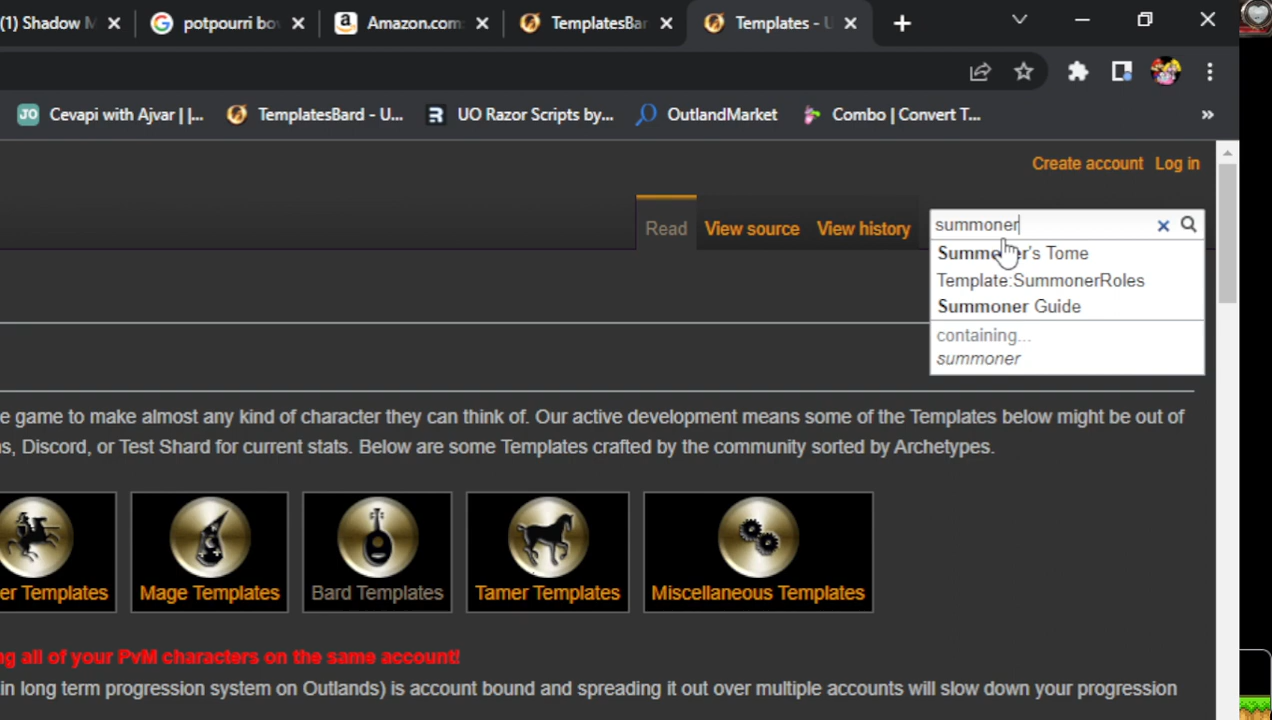 (1) Shadow M
potpourri bo
Amazon.com:
TemplatesBar
Templates - U
Cevapi with Ajvar | |...
TemplatesBard - U...
UO Razor Scripts by...
OutlandMarket
Combo | Convert T...
»
Create account Log in
Read View source View history
summoner
Summoner's Tome
Template:SummonerRoles
Summoner Guide
containing...
summoner
e game to make almost any kind of character they can think of. Our active development means some of the Templates below might be out of
s, Discord, or Test Shard for current stats. Below are some Templates crafted by the community sorted by Archetypes.
er Templates
Mage Templates
Bard Templates
Tamer Templates
Miscellaneous Templates
ng all of your PvM characters on the same account!
in long term progression system on Outlands) is account bound and spreading it out over multiple accounts will slow down your progression